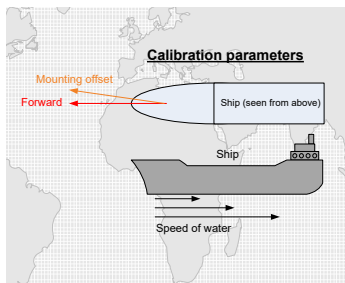 Calibration parameters
Mounting offset
Forward
Ship (seen from above)
Ship
Speed of water